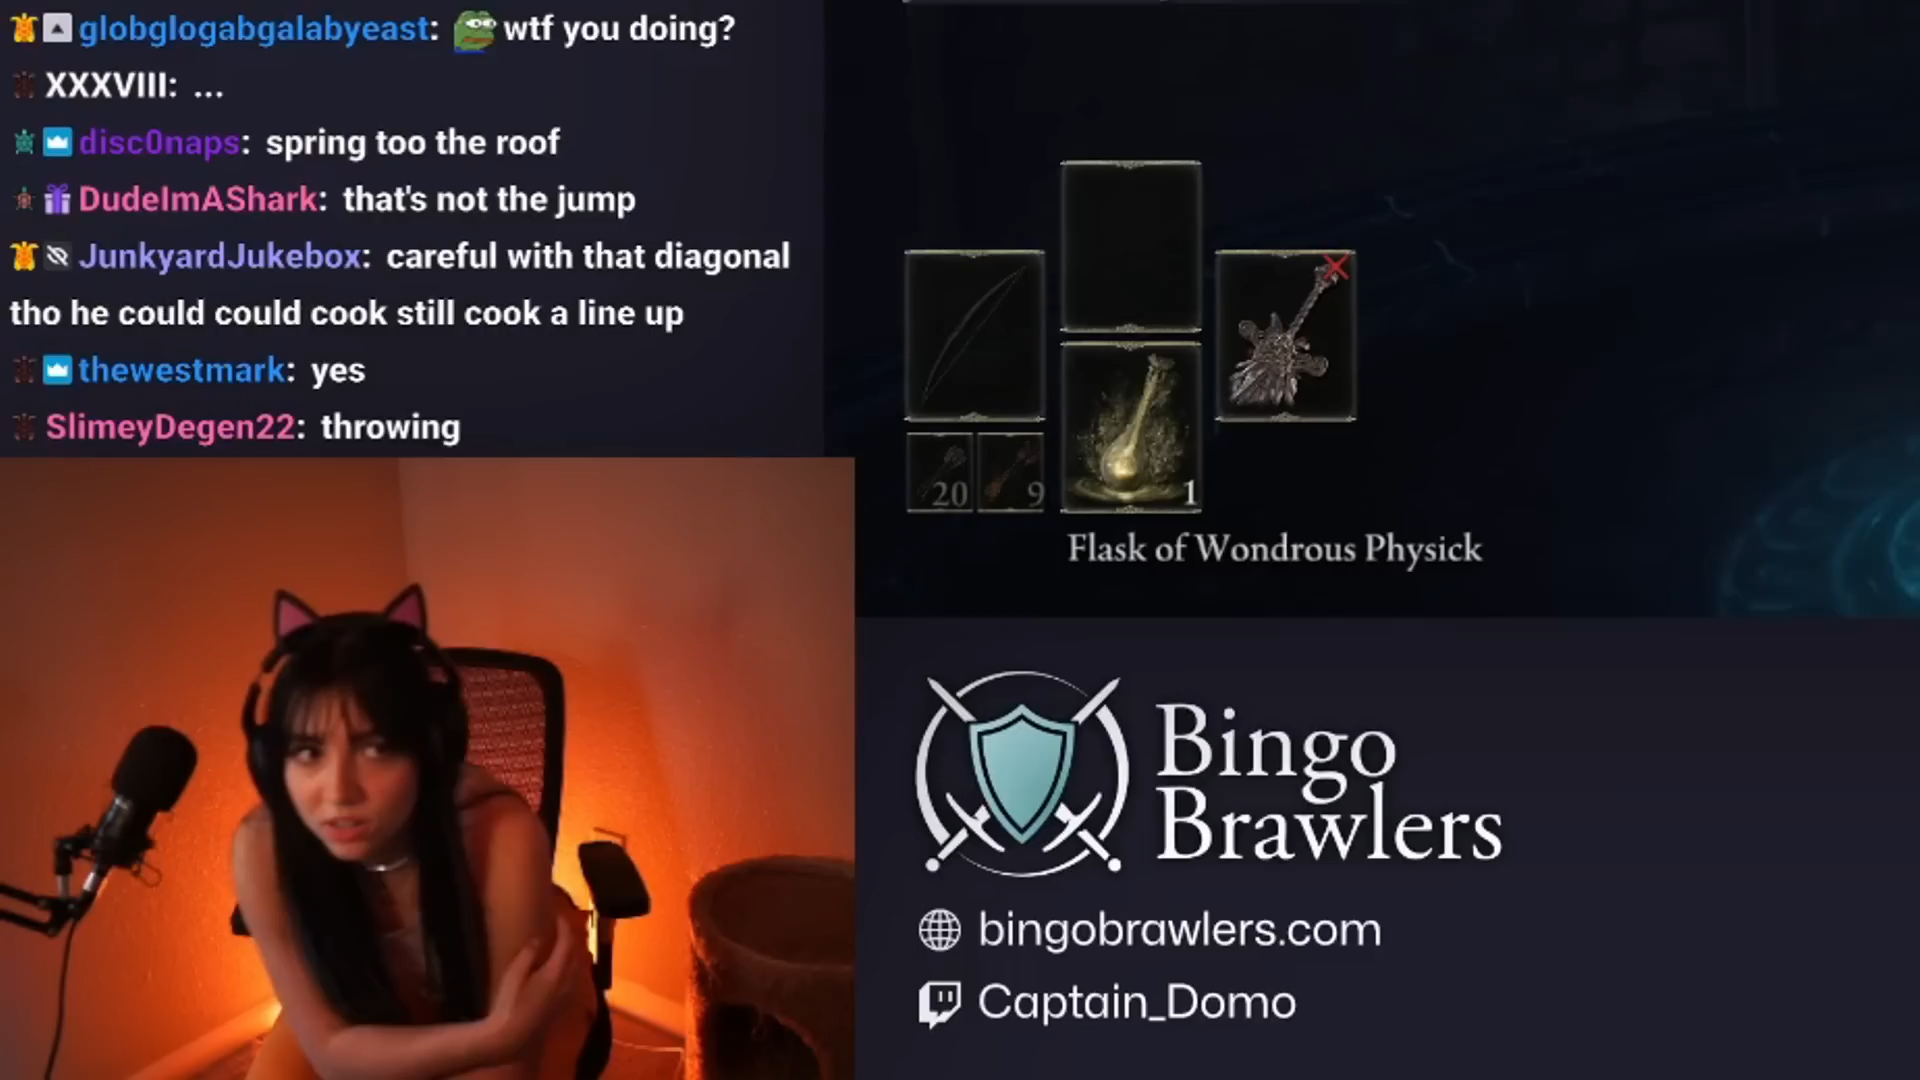 globglogabgalabyeast: wtf you doing?
XXXVIII: ...
disc0naps: spring too the roof
DudeImAShark: that's not the jump
JunkyardJukebox: careful with that diagonal
tho he could could cook still cook a line up
thewestmark: yes
SlimeyDegen22: throwing
20 9 1
Flask of Wondrous Physick
Bingo
Brawlers
bingobrawlers.com
Captain_Domo